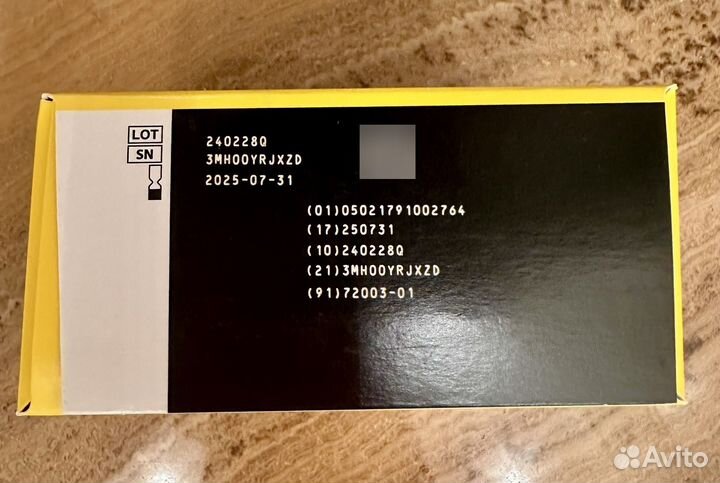 LOT
SN
240228Q
3MH00YRJXZD
2025-07-31
(01)05021791002764
(17)250731
(10)240228Q
(21)3MH00YRJXZD
(91)72003-01
Avito